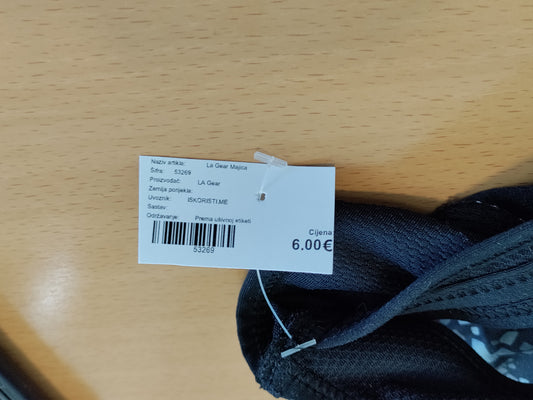 Naziv artikla: La Gear Majica
Šifra: 53269
Proizvođač: LA Gear
Zemlja porijekla:
Uvoznik: ISKORISTI.ME
Sastav:
Održavanje: Prema ušivnoj etiketi
53269
Cijena
6.00€